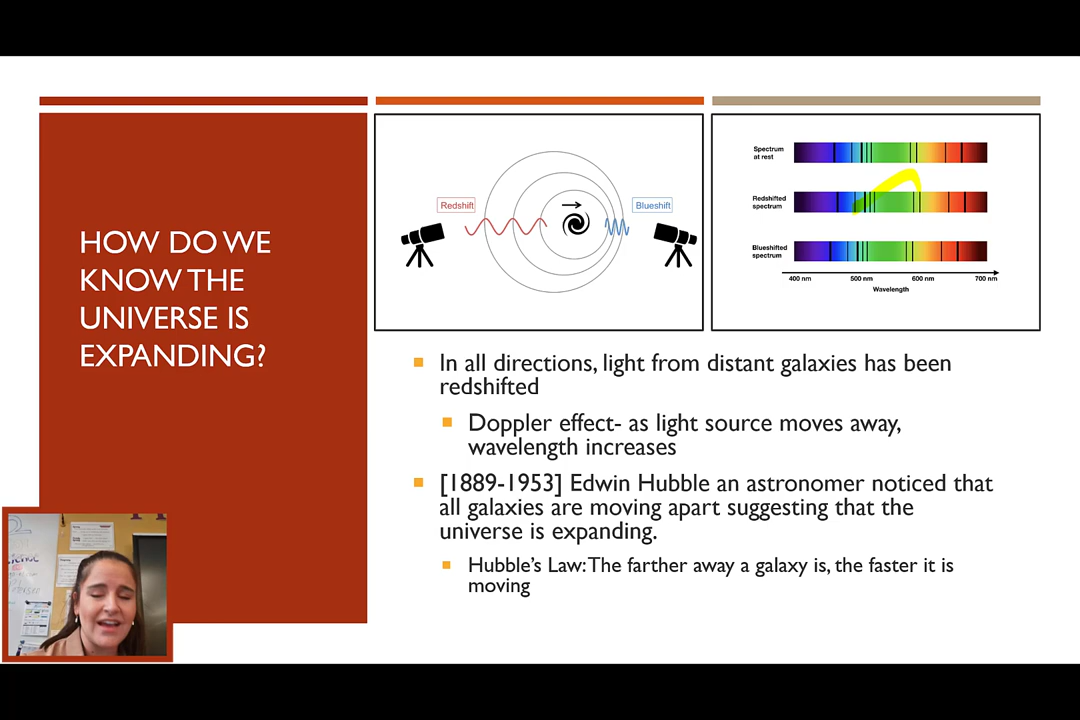 HOW DO WE
KNOW THE
UNIVERSE IS
EXPANDING?
Redshift
Blueshift
Spectrum
at rest
Redshifted
spectrum
Blueshifted
spectrum
400 nm 500 nm 600 nm 700 nm
Wavelength
In all directions, light from distant galaxies has been
redshifted
Doppler effect- as light source moves away,
wavelength increases
[1889-1953] Edwin Hubble an astronomer noticed that
all galaxies are moving apart suggesting that the
universe is expanding.
Hubble's Law: The farther away a galaxy is, the faster it is
moving